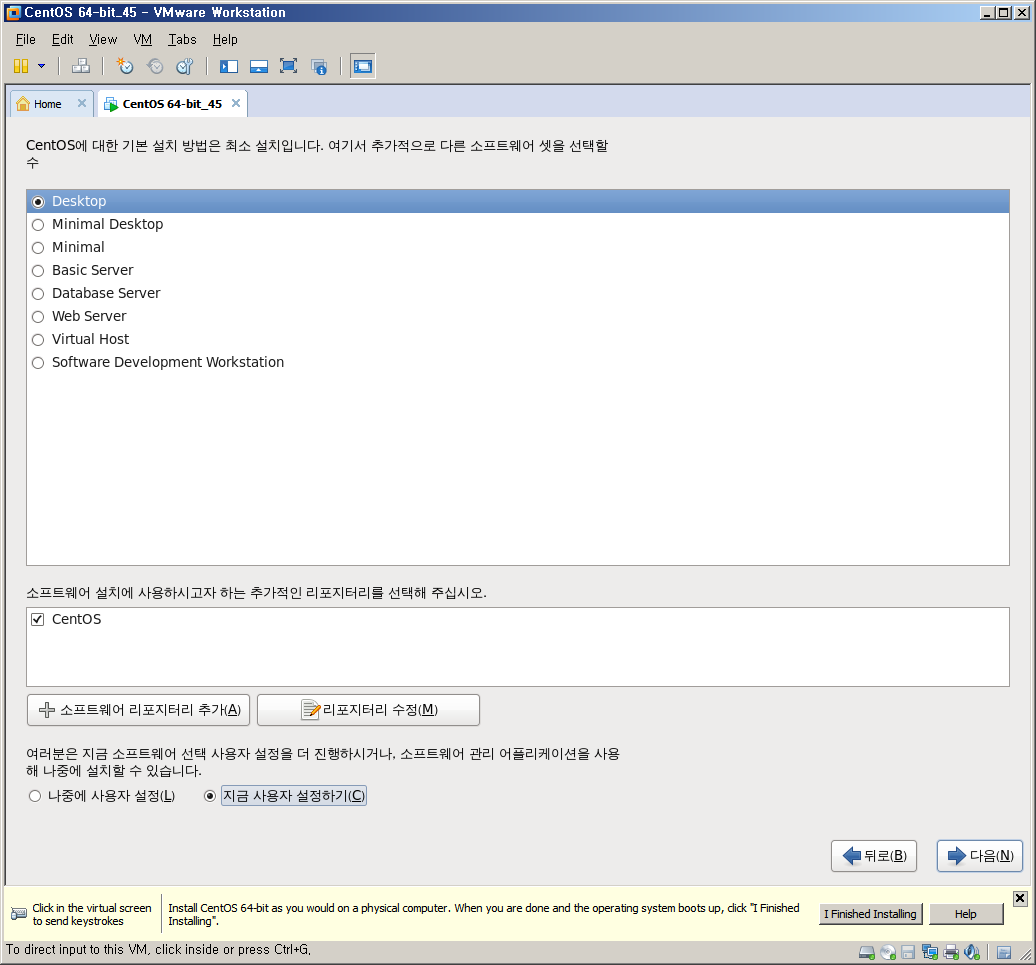 CentOS 64-bit_45 - VMware Workstation
File Edit View VM Tabs Help
Home CentOS 64-bit_45
CentOS에 대한 기본 설치 방법은 최소 설치입니다. 여기서 추가적으로 다른 소프트웨어 셋을 선택할
수
Desktop
Minimal Desktop
Minimal
Basic Server
Database Server
Web Server
Virtual Host
Software Development Workstation
소프트웨어 설치에 사용하시고자 하는 추가적인 리포지터리를 선택해 주십시오.
CentOS
소프트웨어 리포지터리 추가(A) 리포지터리 수정(M)
여러분은 지금 소프트웨어 선택 사용자 설정을 더 진행하시거나, 소프트웨어 관리 어플리케이션을 사용
해 나중에 설치할 수 있습니다.
나중에 사용자 설정(L) 지금 사용자 설정하기(C)
뒤로(B) 다음(N)
Click in the virtual screen
to send keystrokes
Install CentOS 64-bit as you would on a physical computer. When you are done and the operating system boots up, click "I Finished
Installing".
I Finished Installing Help
To direct input to this VM, click inside or press Ctrl+G.